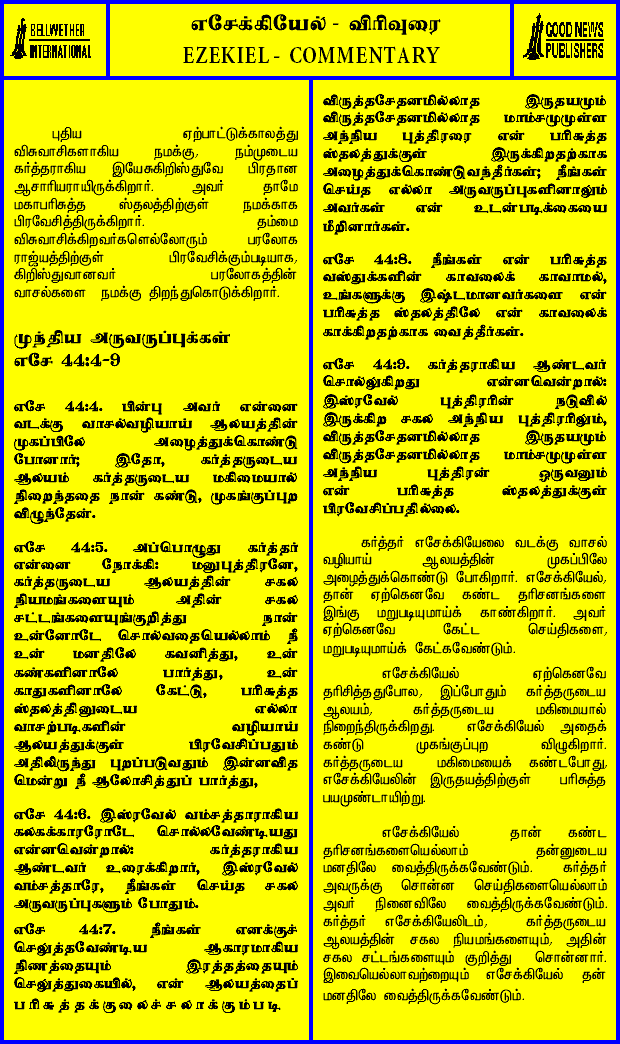 BELLWETHER
INTERNATIONAL
எசேக்கியேல் - விரிவுரை
EZEKIEL - COMMENTARY
GOOD NEWS
PUBLISHERS
புதிய ஏற்பாட்டுக்காலத்து
விசுவாசிகளாகிய நமக்கு, நம்முடைய
கர்த்தராகிய இயேசுகிறிஸ்துவே பிரதான
ஆசாரியராயிருக்கிறார். அவர் தாமே
மகாபரிசுத்த ஸ்தலத்திற்குள் நமக்காக
பிரவேசித்திருக்கிறார். தம்மை
விசுவாசிக்கிறவர்களெல்லோரும் பரலோக
ராஜ்யத்திற்குள் பிரவேசிக்கும்படியாக,
கிறிஸ்துவானவர் பரலோகத்தின்
வாசல்களை நமக்கு திறந்துகொடுக்கிறார்.
முந்திய அருவருப்புக்கள்
எசே 44:4-9
எசே 44:4. பின்பு அவர் என்னை
வடக்கு வாசல்வழியாய் ஆலயத்தின்
முகப்பிலே அழைத்துக்கொண்டு
போனார்; இதோ, கர்த்தருடைய
ஆலயம் கர்த்தருடைய மகிமையால்
நிறைந்ததை நான் கண்டு, முகங்குப்புற
விழுந்தேன்.
எசே 44:5. அப்பொழுது கர்த்தர்
என்னை நோக்கி: மனுபுத்திரனே,
கர்த்தருடைய ஆலயத்தின் சகல
நியமங்களையும் அதின் சகல
சட்டங்களையுங்குறித்து நான்
உன்னோடே சொல்வதையெல்லாம் நீ
உன் மனதிலே கவனித்து, உன்
கண்களினாலே பார்த்து, உன்
காதுகளினாலே கேட்டு, பரிசுத்த
ஸ்தலத்தினுடைய எல்லா
வாசற்படிகளின் வழியாய்
ஆலயத்துக்குள் பிரவேசிப்பதும்
அதிலிருந்து புறப்படுவதும் இன்னவித
மென்று நீ ஆலோசித்துப் பார்த்து,
எசே 44:6. இஸ்ரவேல் வம்சத்தாராகிய
கலகக்காரரோடே சொல்லவேண்டியது
என்னவென்றால்: கர்த்தராகிய
ஆண்டவர் உரைக்கிறார், இஸ்ரவேல்
வம்சத்தாரே, நீங்கள் செய்த சகல
அருவருப்புகளும் போதும்.
எசே 44:7. நீங்கள் எனக்குச்
செலுத்தவேண்டிய ஆகாரமாகிய
நிணத்தையும் இரத்தத்தையும்
செலுத்துகையில், என் ஆலயத்தைப்
பரிசுத்தக்குலைச்சலாக்கும்படி
விருத்தசேதனமில்லாத இருதயமும்
விருத்தசேதனமில்லாத மாம்சமுமுள்ள
அந்நிய புத்திரரை என் பரிசுத்த
ஸ்தலத்துக்குள் இருக்கிறதற்காக
அழைத்துக்கொண்டுவந்தீர்கள்; நீங்கள்
செய்த எல்லா அருவருப்புகளினாலும்
அவர்கள் என் உடன்படிக்கையை
மீறினார்கள்.
எசே 44:8. நீங்கள் என் பரிசுத்த
வஸ்துக்களின் காவலைக் காவாமல்,
உங்களுக்கு இஷ்டமானவர்களை என்
பரிசுத்த ஸ்தலத்திலே என் காவலைக்
காக்கிறதற்காக வைத்தீர்கள்.
எசே 44:9. கர்த்தராகிய ஆண்டவர்
சொல்லுகிறது என்னவென்றால்:
இஸ்ரவேல் புத்திரரின் நடுவில்
இருக்கிற சகல அந்நிய புத்திரரிலும்,
விருத்தசேதனமில்லாத இருதயமும்
விருத்தசேதனமில்லாத மாம்சமுமுள்ள
அந்நிய புத்திரன் ஒருவனும்
என் பரிசுத்த ஸ்தலத்துக்குள்
பிரவேசிப்பதில்லை.
கர்த்தர் எசேக்கியேலை வடக்கு வாசல்
வழியாய் ஆலயத்தின் முகப்பிலே
அழைத்துக்கொண்டு போகிறார். எசேக்கியேல்,
தான் ஏற்கெனவே கண்ட தரிசனங்களை
இங்கு மறுபடியுமாய்க் காண்கிறார். அவர்
ஏற்கெனவே கேட்ட செய்திகளை,
மறுபடியுமாய்க் கேட்கவேண்டும்.
எசேக்கியேல் ஏற்கெனவே
தரிசித்ததுபோல, இப்போதும் கர்த்தருடைய
ஆலயம், கர்த்தருடைய மகிமையால்
நிறைந்திருக்கிறது. எசேக்கியேல் அதைக்
கண்டு முகங்குப்புற விழுகிறார்.
கர்த்தருடைய மகிமையைக் கண்டபோது,
எசேக்கியேலின் இருதயத்திற்குள் பரிசுத்த
பயமுண்டாயிற்று.
எசேக்கியேல் தான் கண்ட
தரிசனங்களையெல்லாம் தன்னுடைய
மனதிலே வைத்திருக்கவேண்டும். கர்த்தர்
அவருக்கு சொன்ன செய்திகளையெல்லாம்
அவர் நினைவிலே வைத்திருக்கவேண்டும்.
கர்த்தர் எசேக்கியேலிடம், கர்த்தருடைய
ஆலயத்தின் சகல நியமங்களையும், அதின்
சகல சட்டங்களையும் குறித்து சொன்னார்.
இவையெல்லாவற்றையும் எசேக்கியேல் தன்
மனதிலே வைத்திருக்கவேண்டும்.